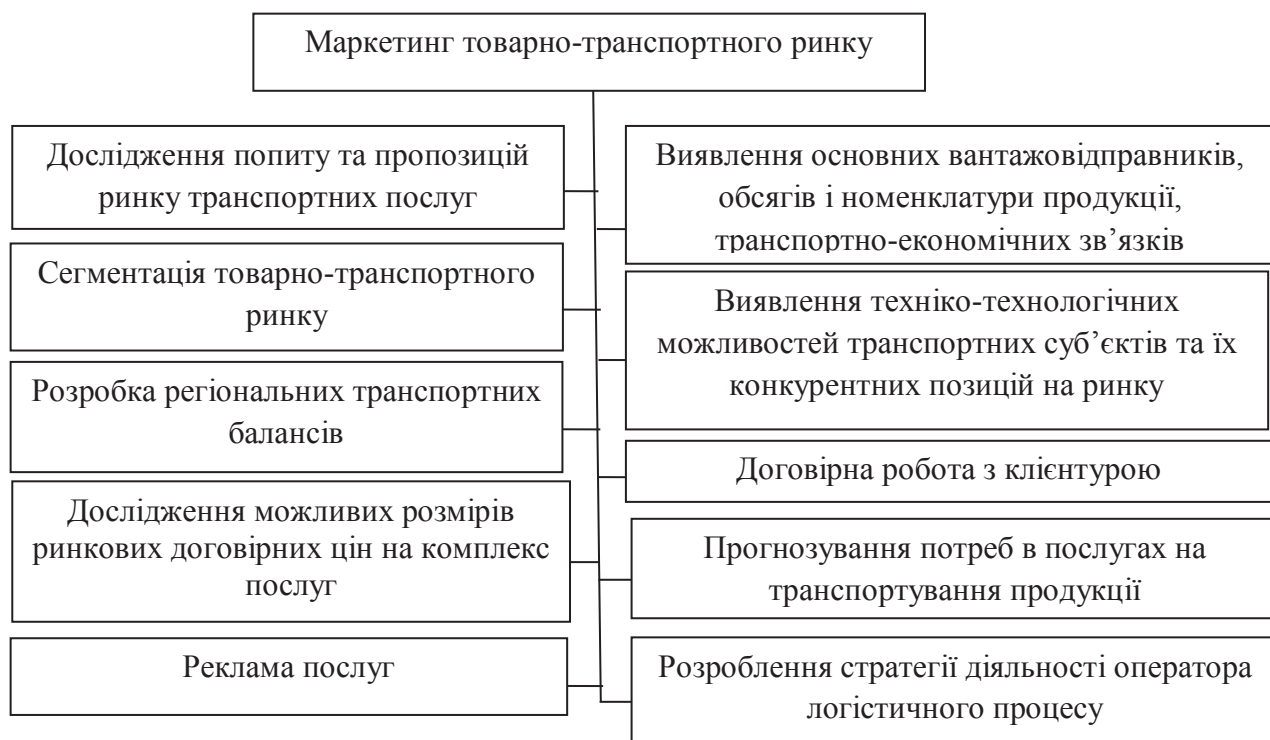 Маркетинг товарно-транспортного ринку
Дослідження попиту та пропозицій
ринку транспортних послуг
Сегментація товарно-транспортного
ринку
Розробка регіональних транспортних
балансів
Дослідження можливих розмірів
ринкових договірних цін на комплекс
послуг
Реклама послуг
Виявлення основних вантажовідправників,
обсягів і номенклатури продукції,
транспортно-економічних зв’язків
Виявлення техніко-технологічних
можливостей транспортних суб’єктів та їх
конкурентних позицій на ринку
Договірна робота з клієнтурою
Прогнозування потреб в послугах на
транспортування продукції
Розроблення стратегії діяльності оператора
логістичного процесу